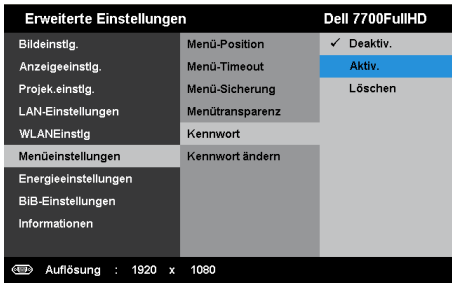 Erweiterte Einstellungen Dell 7700FullHD
Bildeinstlg. Menü-Position ✓ Deaktiv.
Anzeigeeinstlg. Menü-Timeout Aktiv.
Projek.einstlg. Menü-Sicherung Löschen
LAN-Einstellungen Menütransparenz
WLANEinstlg Kennwort
Menüeinstellungen Kennwort ändern
Energieeinstellungen
BiB-Einstellungen
Informationen
Auflösung : 1920 x 1080